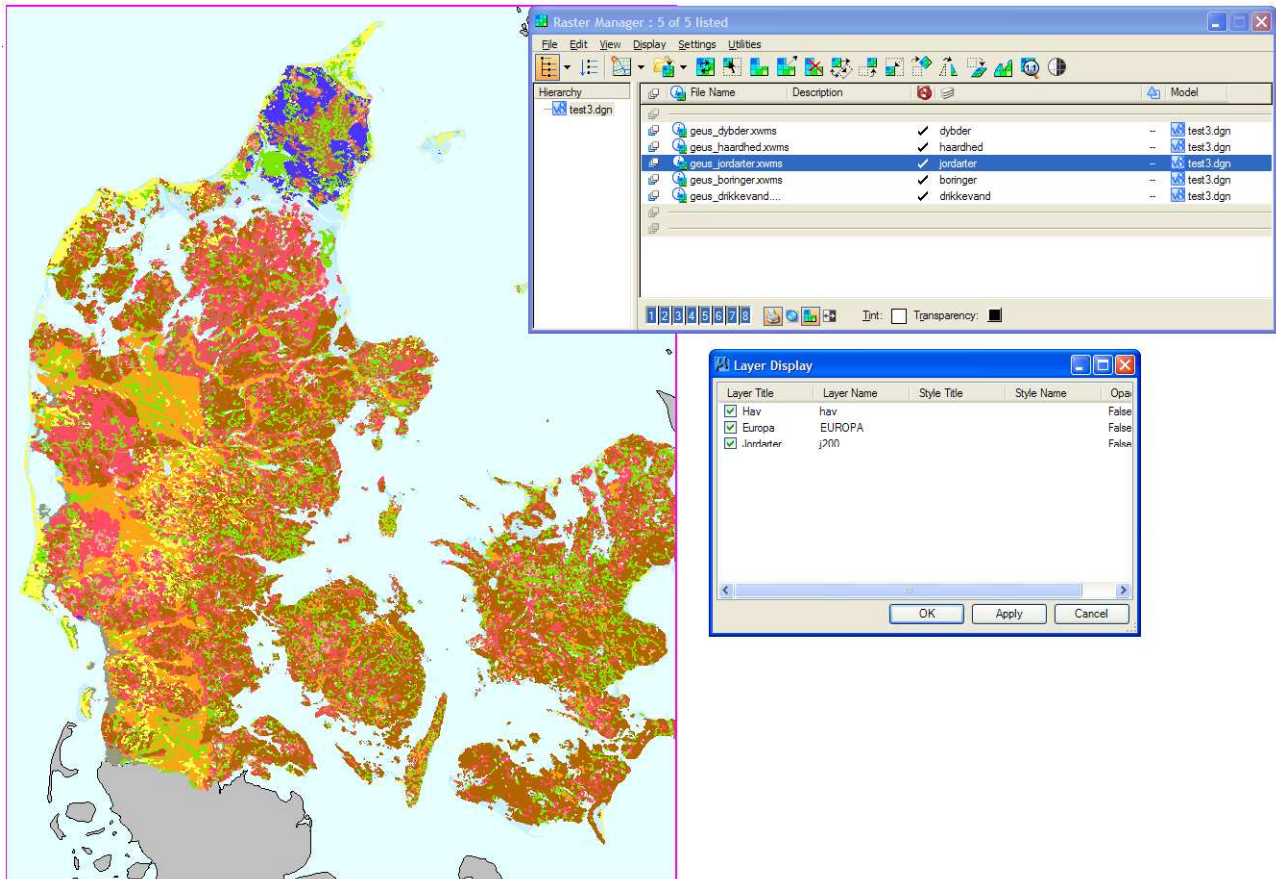 Raster Manager : 5 of 5 listed
File Edit View Display Settings Utilities
Hierarchy
test3.dgn
File Name Description Model
geus_dybder.xwms dybder -- test3.dgn
geus_haardhed.xwms haardhed -- test3.dgn
geus_jordarter.xwms jordarter -- test3.dgn
geus_boringer.xwms boringer -- test3.dgn
geus_drikkevand.... drikkevand -- test3.dgn
1 2 3 4 5 6 7 8 Tint: Transparency:
Layer Display
Layer Title Layer Name Style Title Style Name Opa
Hav hav False
Europa EUROPA False
Jordarter j200 False
OK Apply Cancel